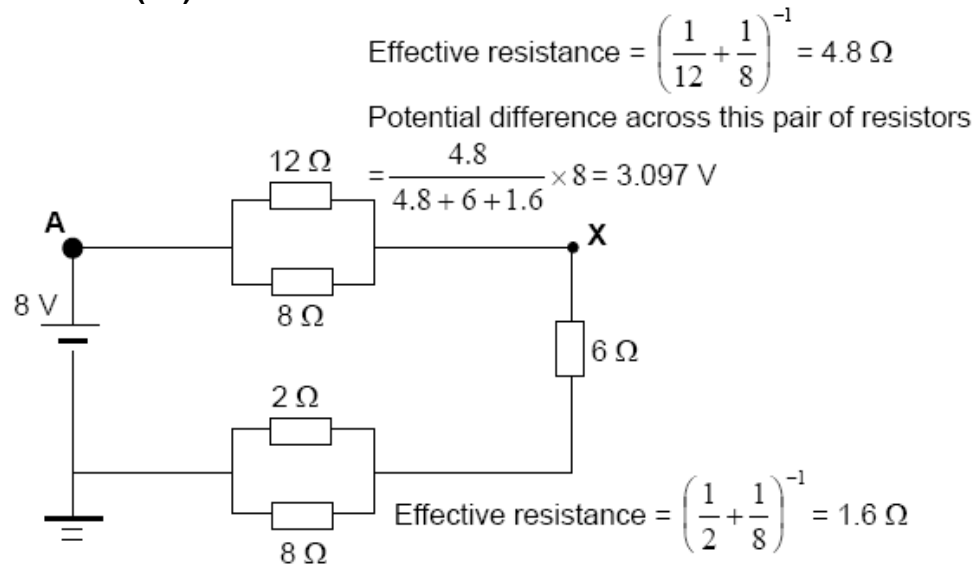 Effective resistance = (1/12 + 1/8)⁻¹ = 4.8 Ω
Potential difference across this pair of resistors
= 4.8/(4.8 + 6 + 1.6) × 8 = 3.097 V
12 Ω
A
X
8 V
8 Ω
6 Ω
2 Ω
Effective resistance = (1/2 + 1/8)⁻¹ = 1.6 Ω
8 Ω